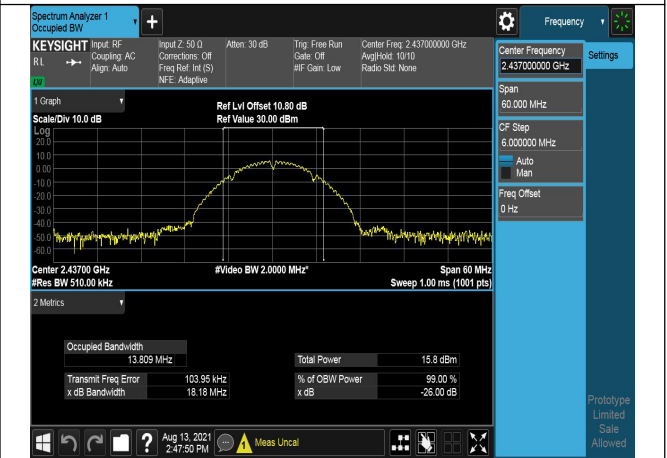 Spectrum Analyzer 1
Occupied BW
+
Frequency
KEYSIGHT
RL
Input: RF
Coupling: AC
Align: Auto
Input Z: 50 Ω
Corrections: Off
Freq Ref: Int (S)
NFE: Adaptive
Atten: 30 dB
Trig: Free Run
Gate: Off
#IF Gain: Low
Center Freq: 2.437000000 GHz
Avg|Hold: 10/10
Radio Std: None
Center Frequency
2.437000000 GHz
Settings
Span
60.000 MHz
CF Step
6.000000 MHz
Auto
Man
Freq Offset
0 Hz
1 Graph
Scale/Div 10.0 dB
Ref Lvl Offset 10.80 dB
Ref Value 30.00 dBm
Log
20.0
10.0
0.00
-10.0
-20.0
-30.0
-40.0
-50.0
-60.0
Center 2.43700 GHz
#Video BW 2.0000 MHz*
Span 60 MHz
#Res BW 510.00 kHz
Sweep 1.00 ms (1001 pts)
2 Metrics
Occupied Bandwidth
13.809 MHz
Total Power 15.8 dBm
Transmit Freq Error 103.95 kHz
% of OBW Power 99.00 %
x dB Bandwidth 18.18 MHz
x dB -26.00 dB
Prototype
Limited
Sale
Allowed
?
Aug 13, 2021
2:47:50 PM
Meas Uncal